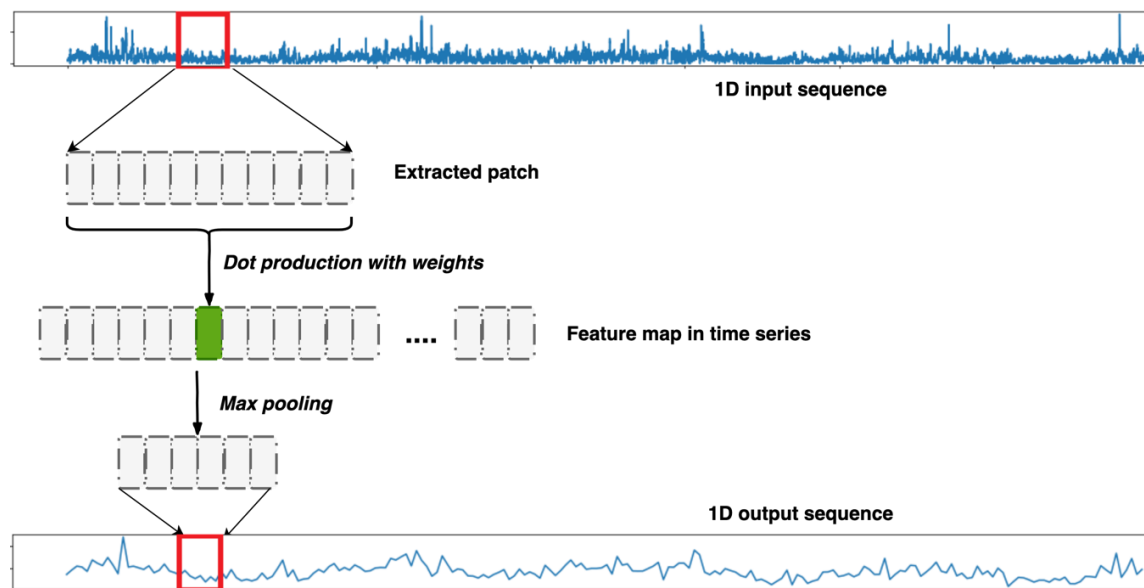 1D input sequence
Extracted patch
Dot production with weights
....
Feature map in time series
Max pooling
1D output sequence